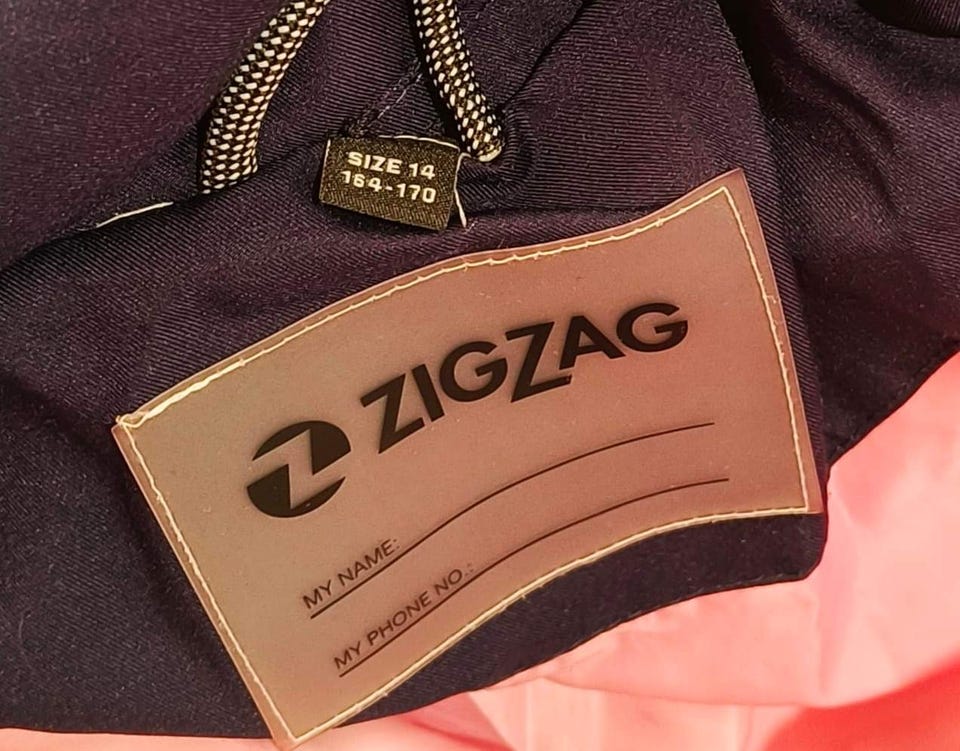 SIZE 14
164-170
ZIGZAG
MY NAME:
MY PHONE NO.: